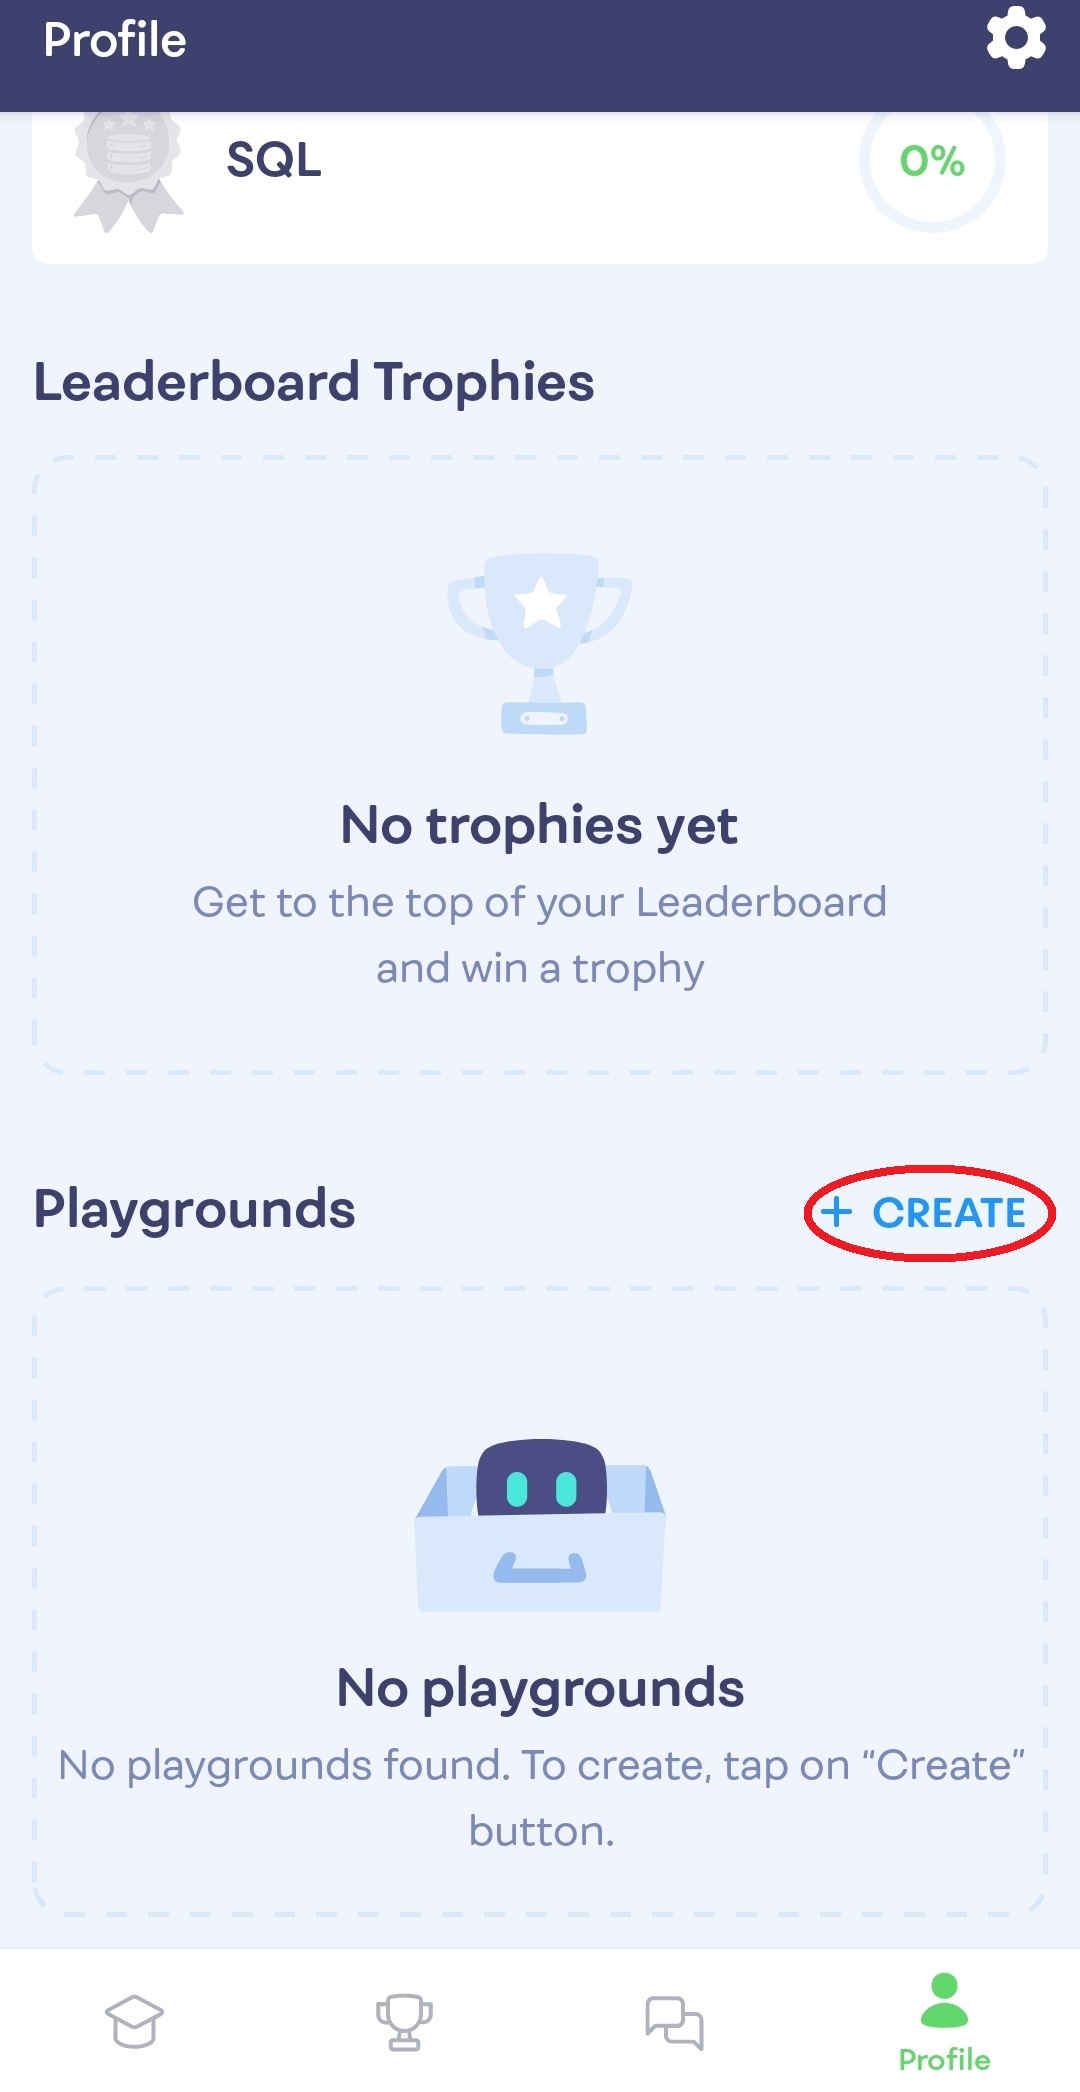 Profile
SQL
0%
Leaderboard Trophies
No trophies yet
Get to the top of your Leaderboard
and win a trophy
Playgrounds
+ CREATE
No playgrounds
No playgrounds found. To create, tap on “Create”
button.
Profile